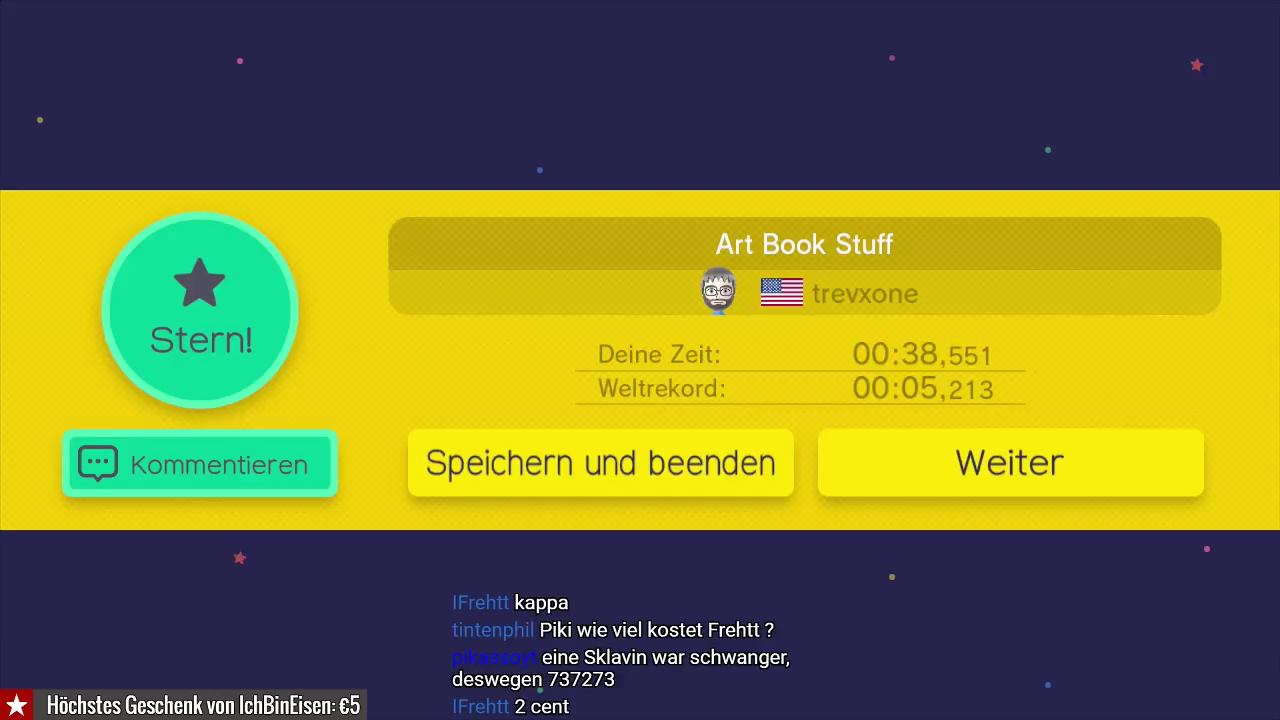 Art Book Stuff
trevxone
Stern!
Deine Zeit: 00:38,551
Weltrekord: 00:05,213
Kommentieren
Speichern und beenden
Weiter
IFrehtt kappa
tintenphil Piki wie viel kostet Frehtt ?
pikassoyt eine Sklavin war schwanger,
deswegen 737273
IFrehtt 2 cent
Höchstes Geschenk von IchBinEisen: €5